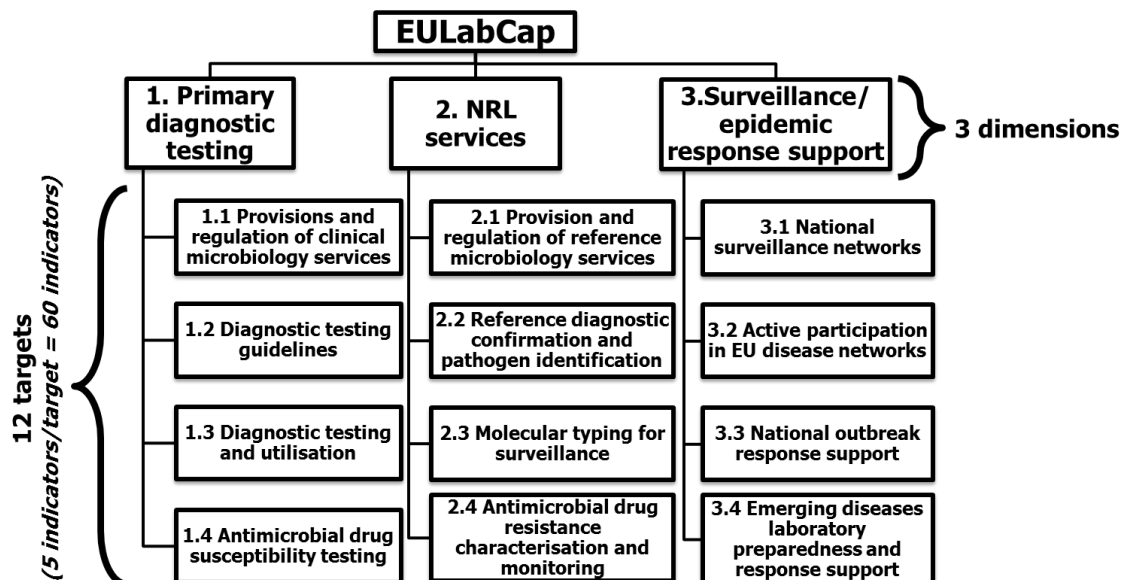 EULabCap
1. Primary
diagnostic
testing
2. NRL
services
3.Surveillance/
epidemic
response support
3 dimensions
12 targets
(5 indicators/target = 60 indicators)
1.1 Provisions and
regulation of clinical
microbiology services
2.1 Provision and
regulation of reference
microbiology services
3.1 National
surveillance networks
1.2 Diagnostic testing
guidelines
2.2 Reference diagnostic
confirmation and
pathogen identification
3.2 Active participation
in EU disease networks
1.3 Diagnostic testing
and utilisation
2.3 Molecular typing for
surveillance
3.3 National outbreak
response support
1.4 Antimicrobial drug
susceptibility testing
2.4 Antimicrobial drug
resistance
characterisation and
monitoring
3.4 Emerging diseases
laboratory
preparedness and
response support